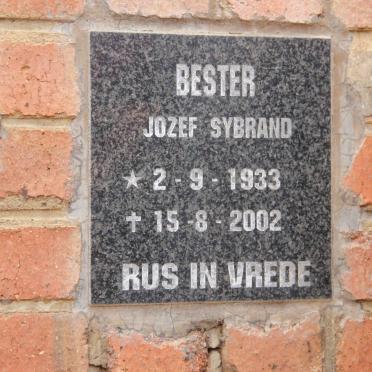 BESTER
JOZEF SYBRAND
★ 2 - 9 - 1933
✝ 15 - 8 - 2002
RUS IN VREDE